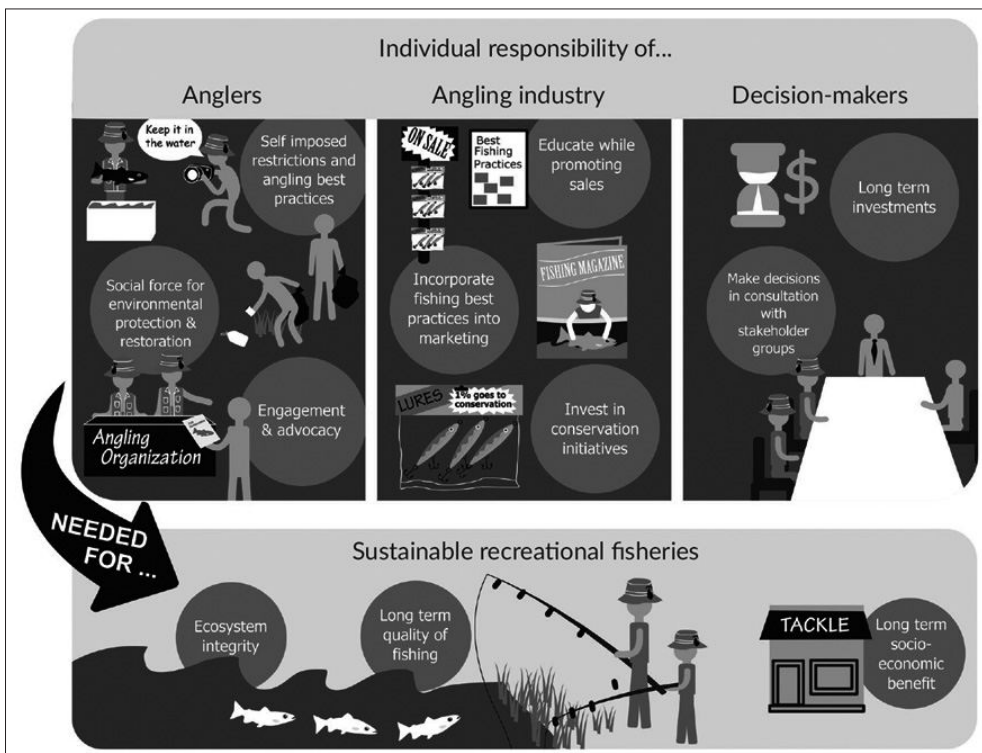 Individual responsibility of...
Anglers
Angling industry
Decision-makers
Keep it in
the water
Self imposed
restrictions and
angling best
practices
Social force for
environmental
protection &
restoration
Angling
Organization
Engagement
& advocacy
ON SALE
Best
Fishing
Practices
Educate while
promoting
sales
Incorporate
fishing best
practices into
marketing
FISHING MAGAZINE
LURES
1% goes to
conservation
Invest in
conservation
initiatives
$
Long term
investments
Make decisions
in consultation
with
stakeholder
groups
NEEDED
FOR ...
Sustainable recreational fisheries
Ecosystem
integrity
Long term
quality of
fishing
TACKLE
Long term
socio-
economic
benefit